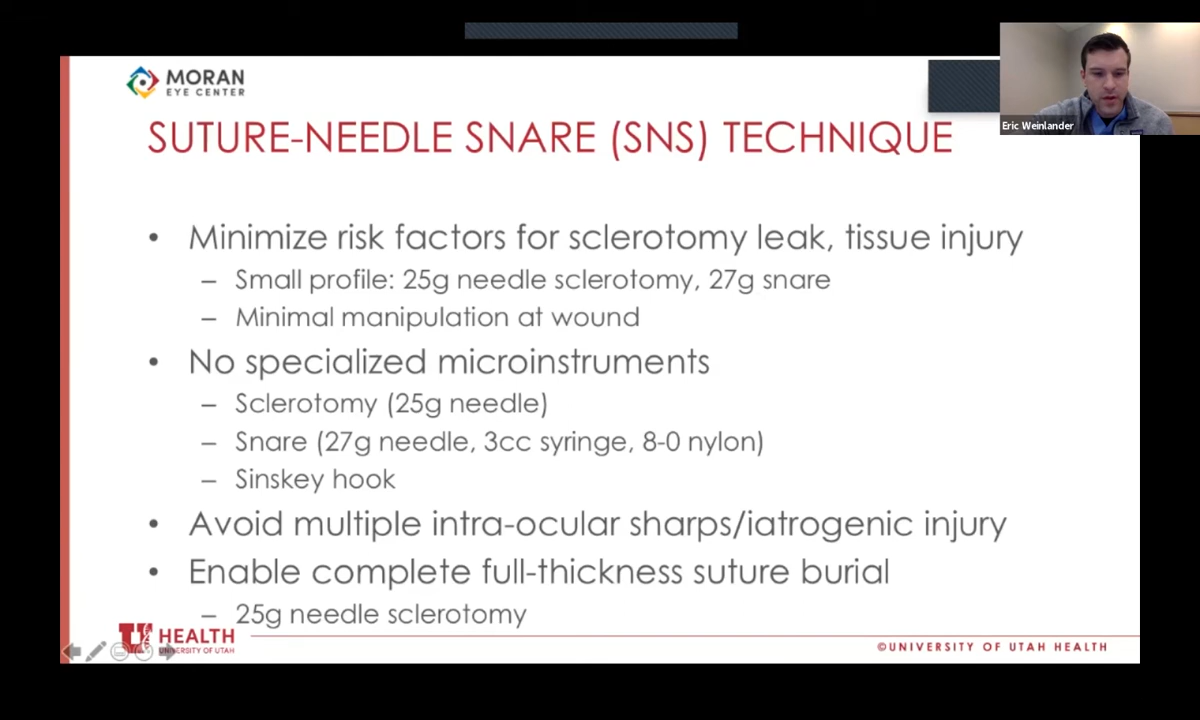 MORAN
EYE CENTER
Eric Weinlander
SUTURE-NEEDLE SNARE (SNS) TECHNIQUE
• Minimize risk factors for sclerotomy leak, tissue injury
– Small profile: 25g needle sclerotomy, 27g snare
– Minimal manipulation at wound
• No specialized microinstruments
– Sclerotomy (25g needle)
– Snare (27g needle, 3cc syringe, 8-0 nylon)
– Sinskey hook
• Avoid multiple intra-ocular sharps/iatrogenic injury
• Enable complete full-thickness suture burial
– 25g needle sclerotomy
U HEALTH
UNIVERSITY OF UTAH
©UNIVERSITY OF UTAH HEALTH